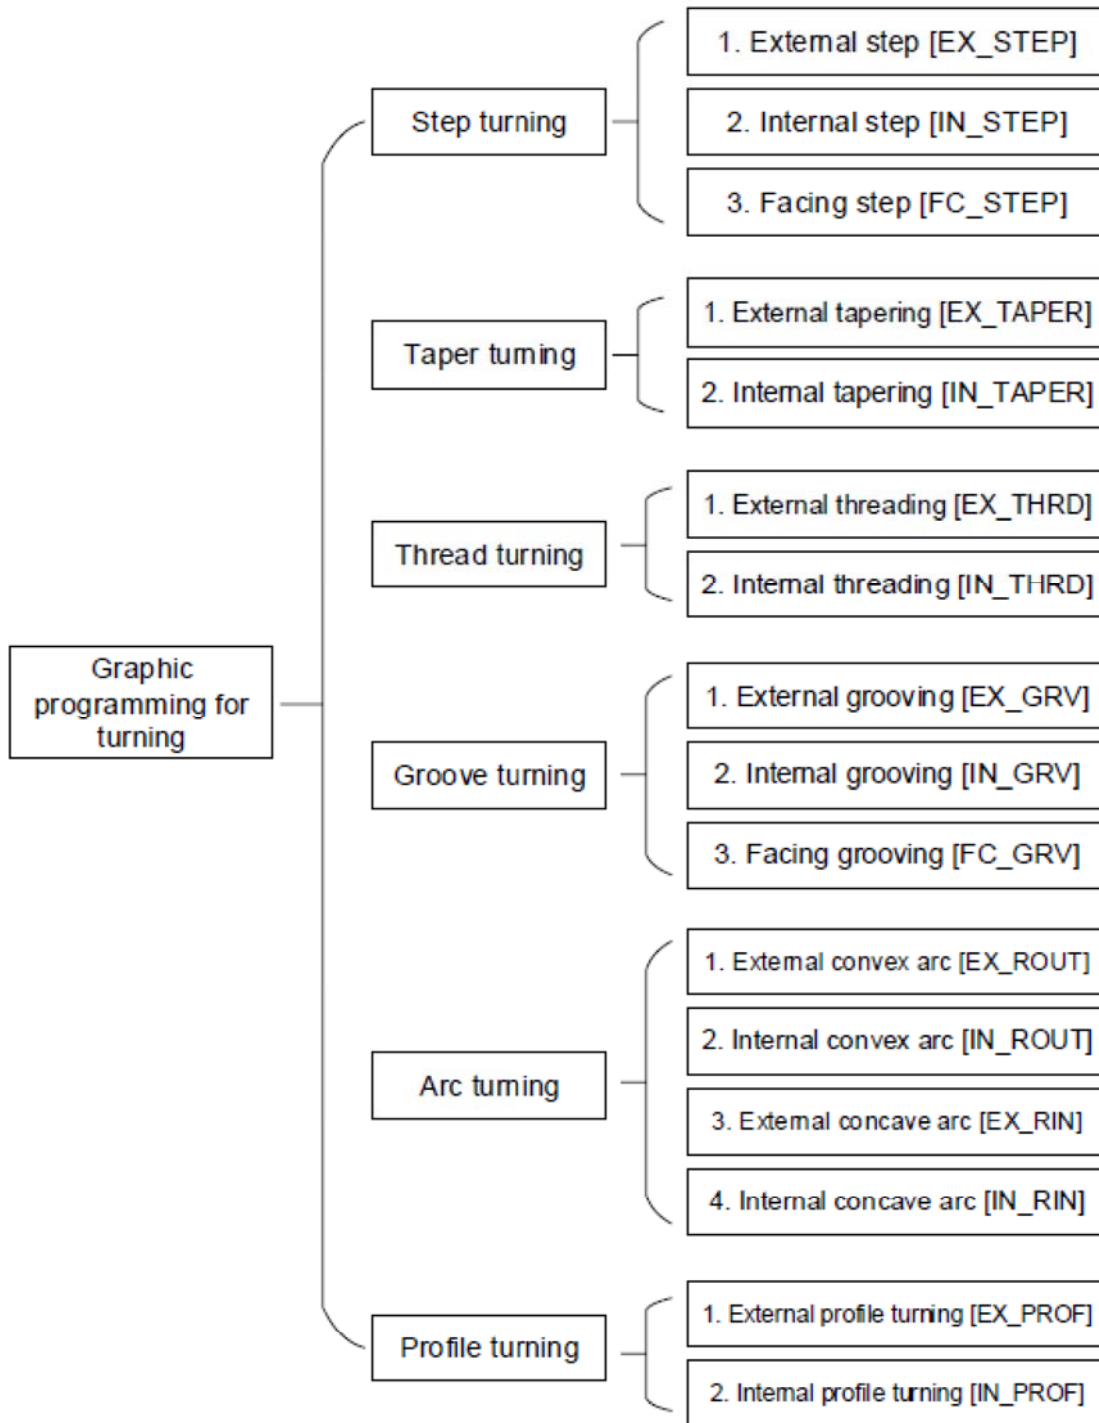 Graphic
programming for
turning
Step turning
1. External step [EX_STEP]
2. Internal step [IN_STEP]
3. Facing step [FC_STEP]
Taper turning
1. External tapering [EX_TAPER]
2. Internal tapering [IN_TAPER]
Thread turning
1. External threading [EX_THRD]
2. Internal threading [IN_THRD]
Groove turning
1. External grooving [EX_GRV]
2. Internal grooving [IN_GRV]
3. Facing grooving [FC_GRV]
Arc turning
1. External convex arc [EX_ROUT]
2. Internal convex arc [IN_ROUT]
3. External concave arc [EX_RIN]
4. Internal concave arc [IN_RIN]
Profile turning
1. External profile turning [EX_PROF]
2. Internal profile turning [IN_PROF]